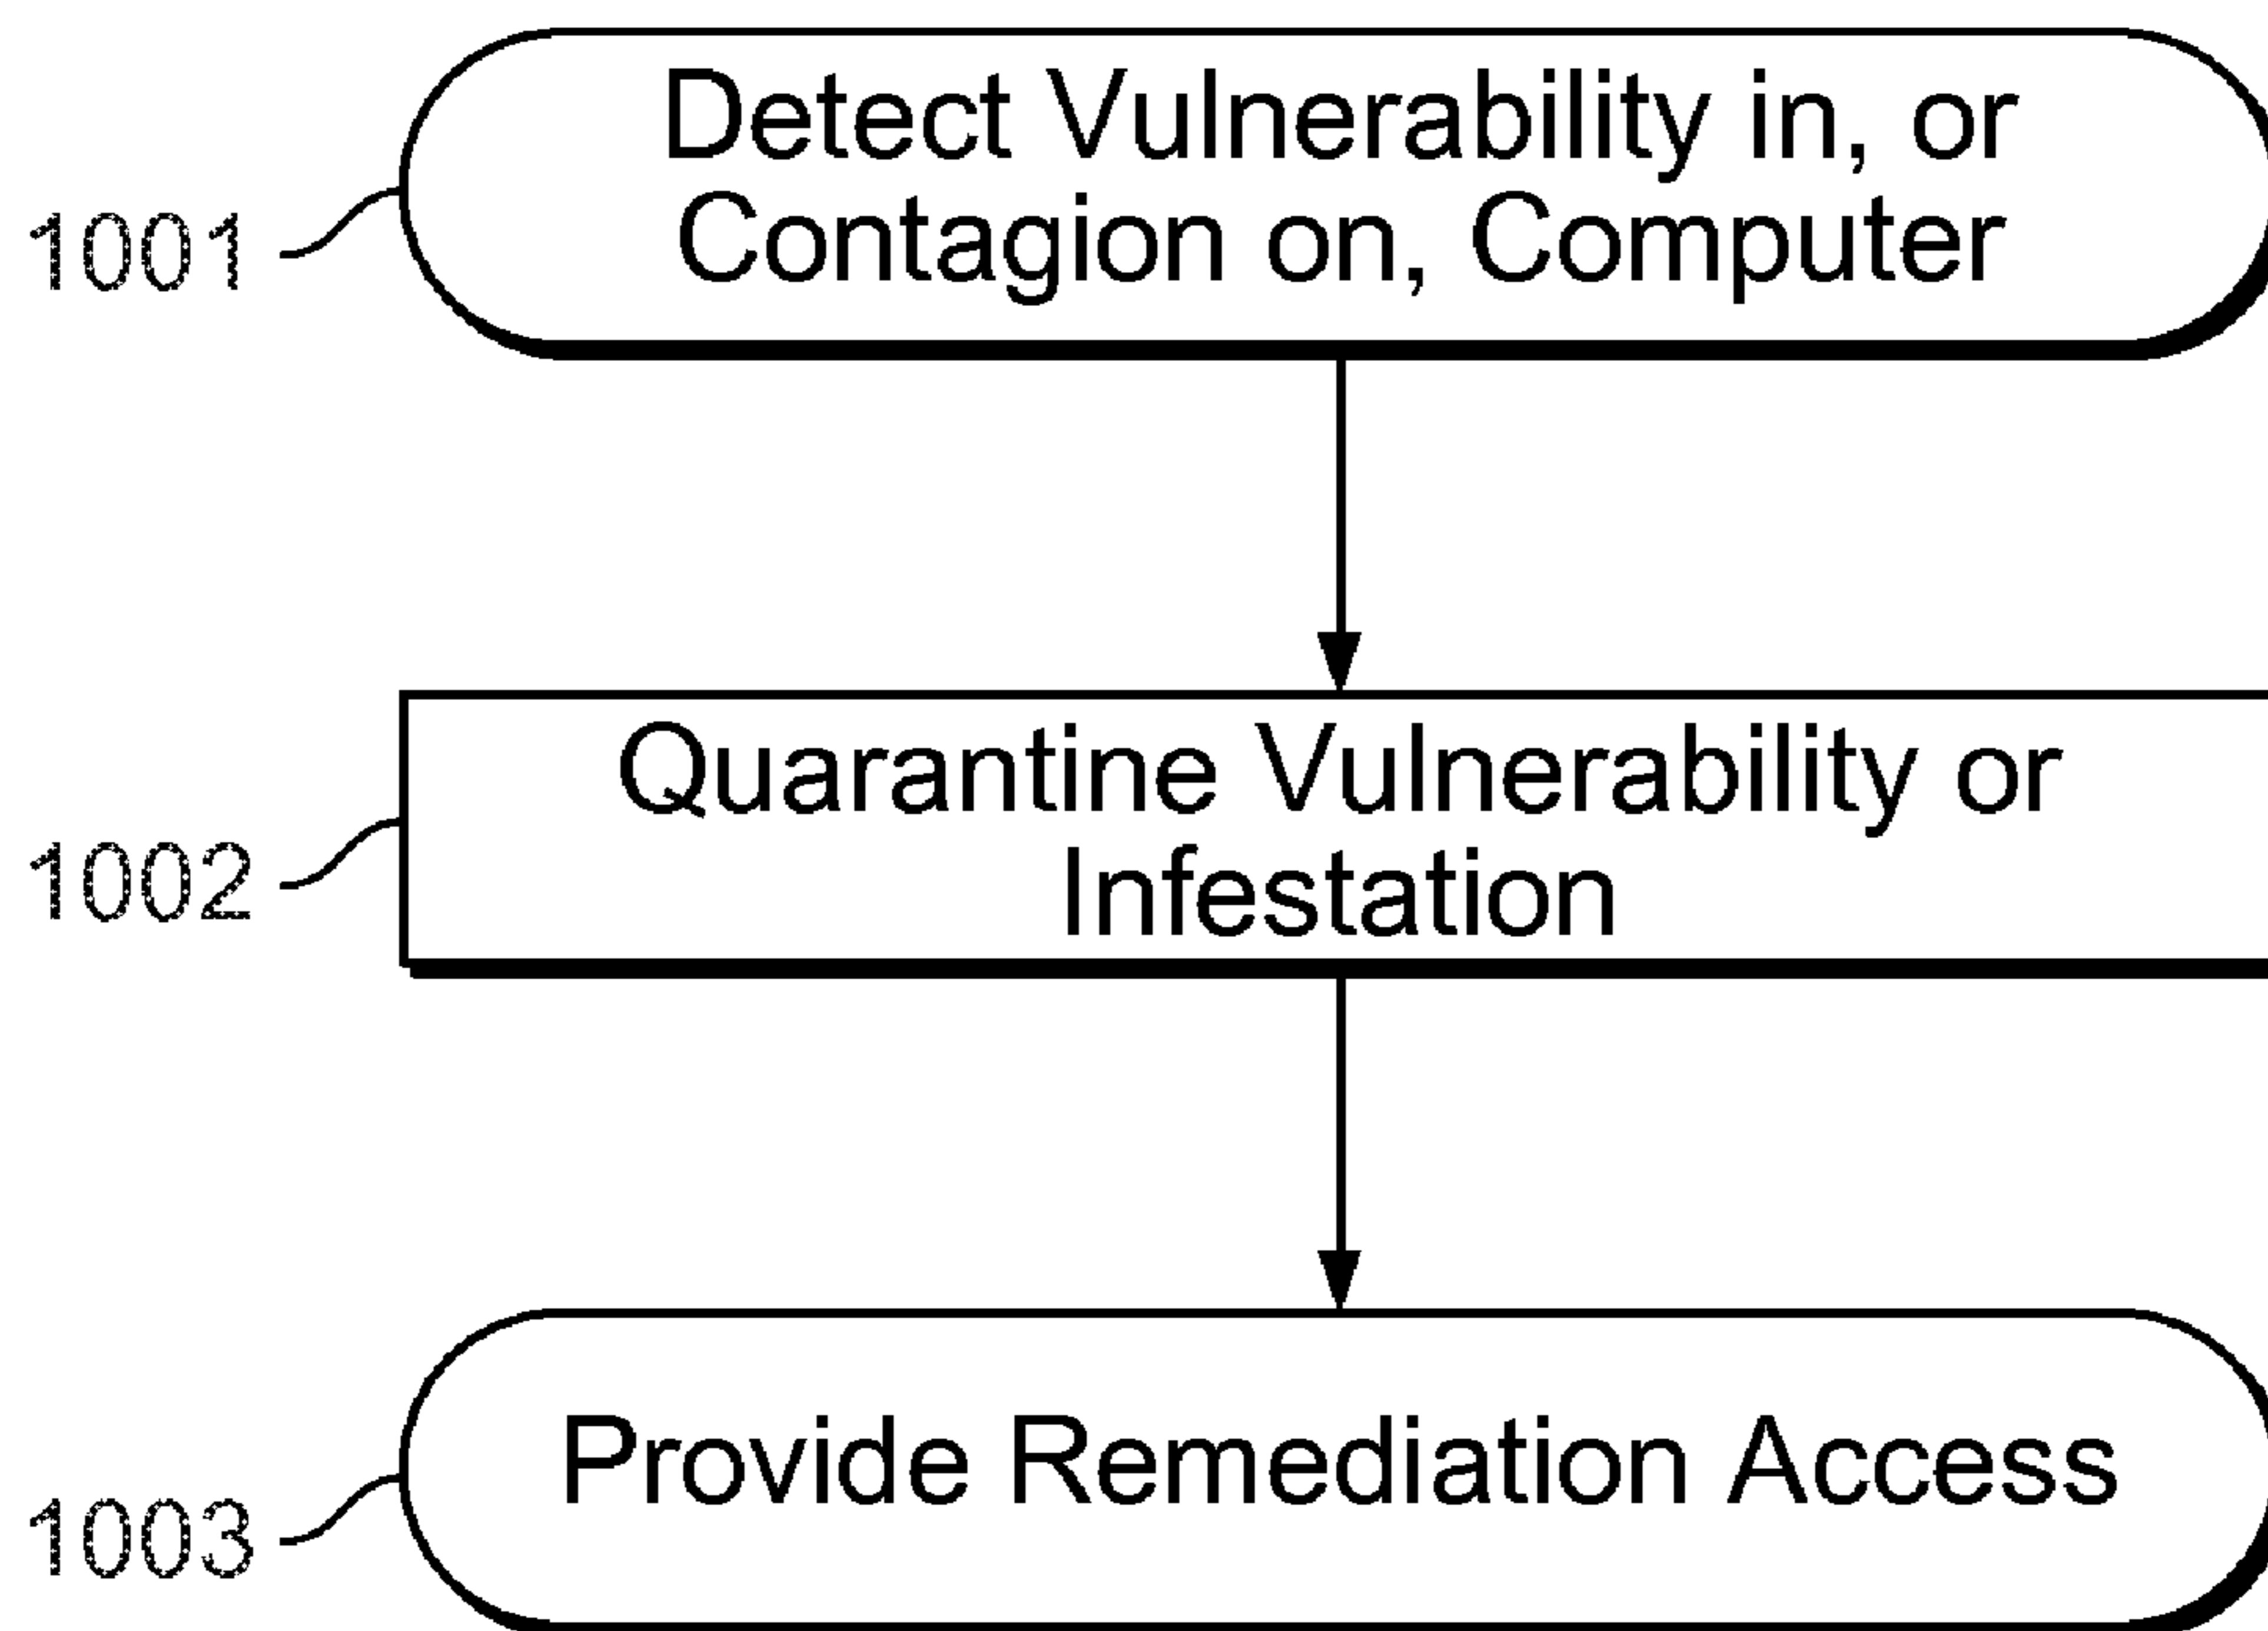 Detect Vulnerability in, or
Contagion on, Computer
1001
Quarantine Vulnerability or
Infestation
1002
Provide Remediation Access
1003